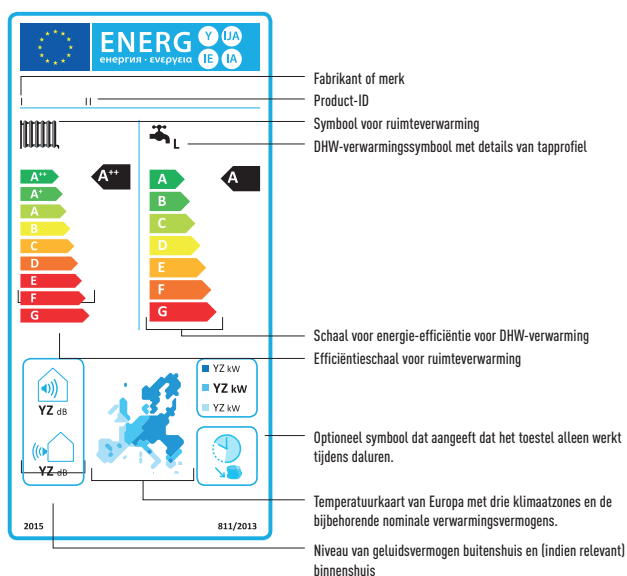 ENERG Y IJA
енергия · ενεργεια IE IA
Fabrikant of merk
I II
Product-ID
Symbool voor ruimteverwarming
L
DHW-verwarmingssymbool met details van tapprofiel
A++ A++ A A
A+ B
A C
B D
C E
D F
E G
F
G
Schaal voor energie-efficiëntie voor DHW-verwarming
Efficiëntieschaal voor ruimteverwarming
YZ dB
YZ kW
YZ kW
YZ kW
YZ dB
Optioneel symbool dat aangeeft dat het toestel alleen werkt
tijdens daluren.
Temperatuurkaart van Europa met drie klimaatzones en de
bijbehorende nominale verwarmingsvermogens.
2015 811/2013
Niveau van geluidsvermogen buitenshuis en (indien relevant)
binnenshuis